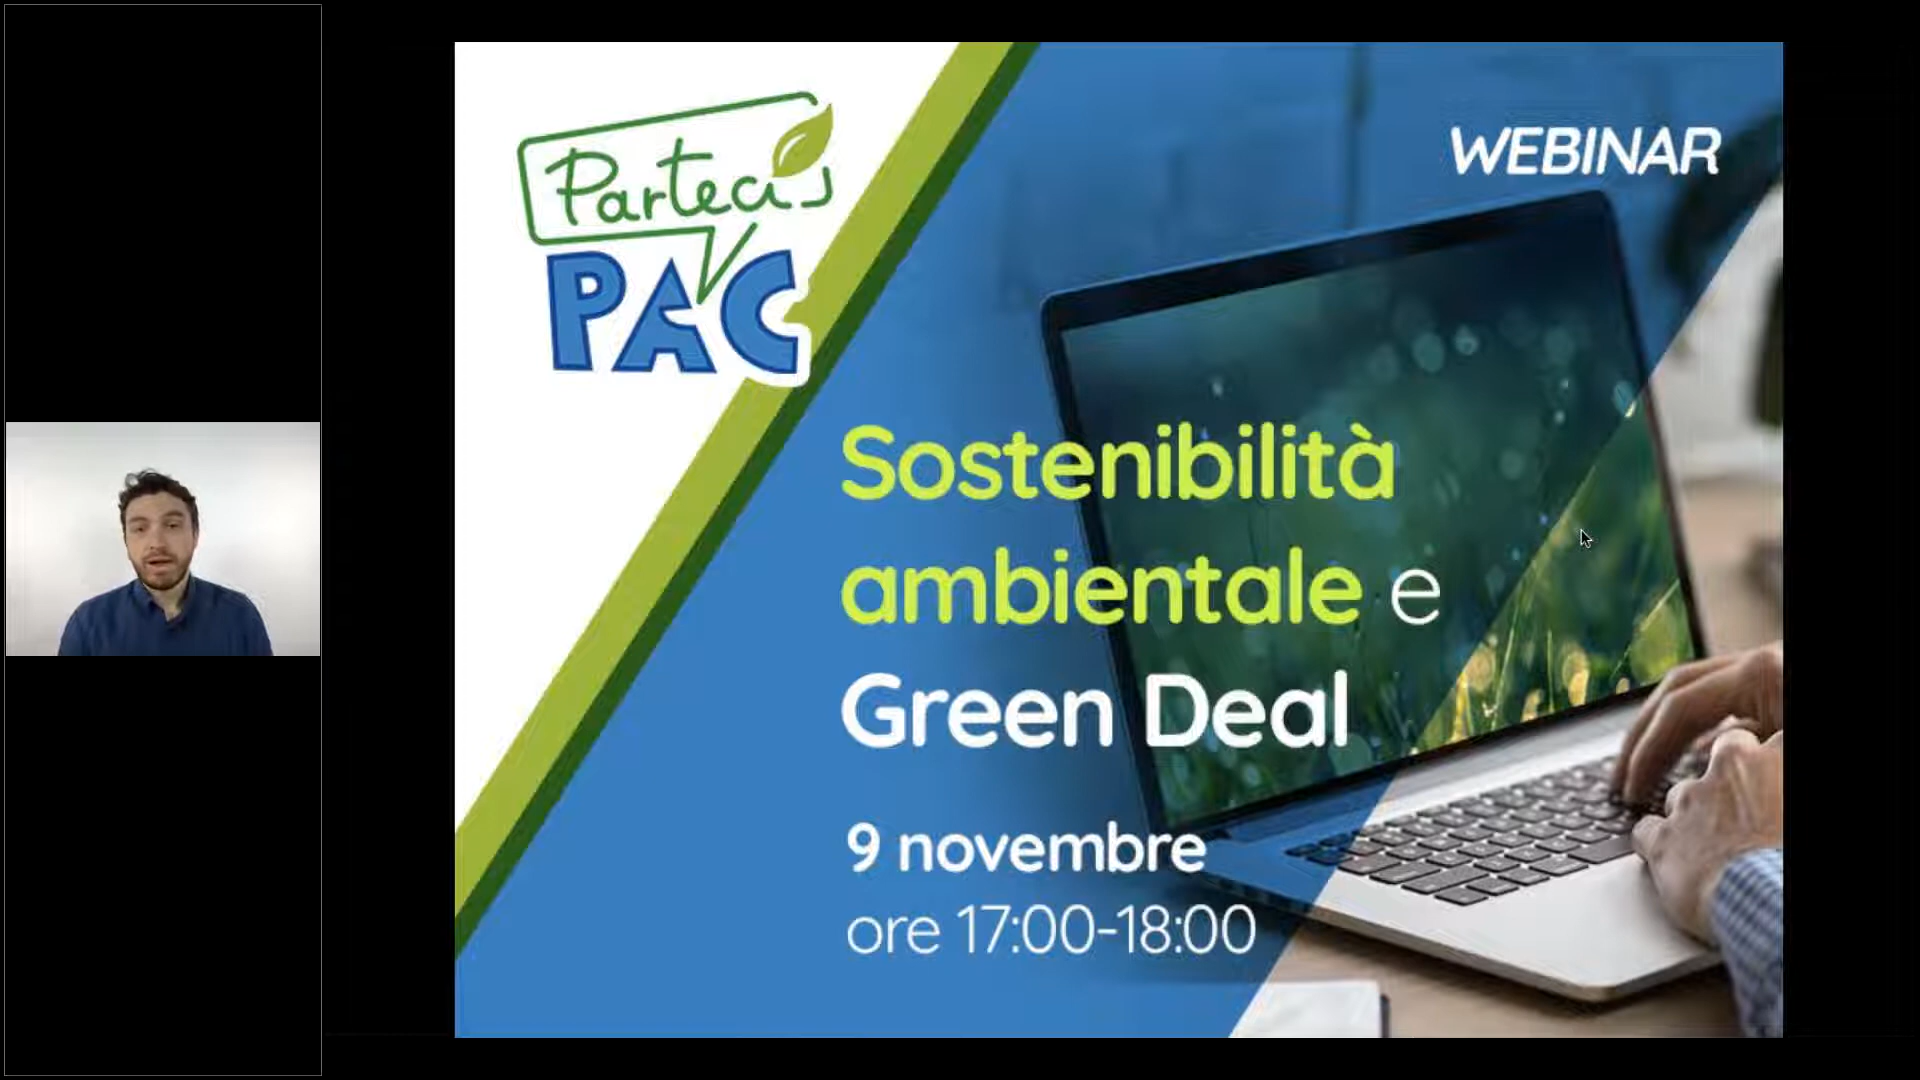 Parteci
PAC
WEBINAR
Sostenibilità
ambientale e
Green Deal
9 novembre
ore 17:00-18:00